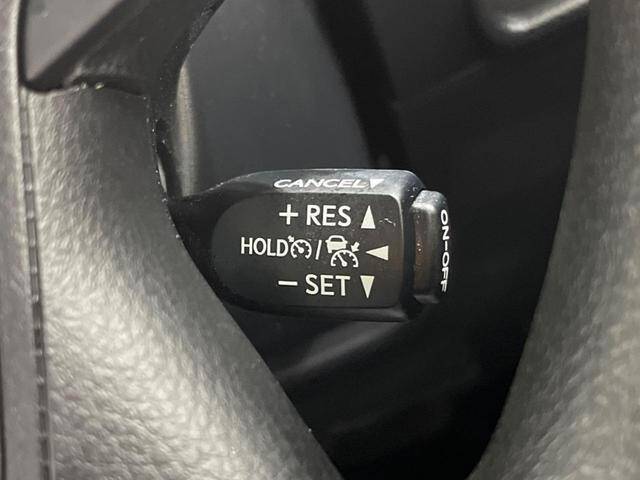 CANCEL▼
+ RES ▲
HOLD / ◀
− SET ▼
ON-OFF